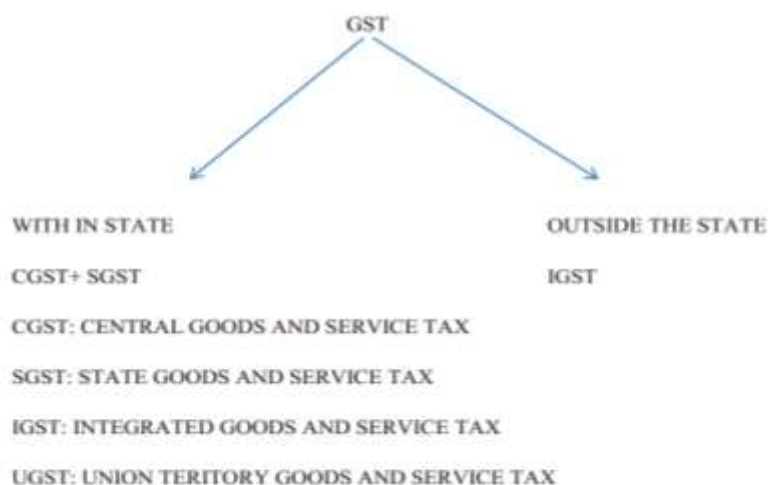 GST
WITH IN STATE
OUTSIDE THE STATE
CGST+ SGST
IGST
CGST: CENTRAL GOODS AND SERVICE TAX
SGST: STATE GOODS AND SERVICE TAX
IGST: INTEGRATED GOODS AND SERVICE TAX
UGST: UNION TERITORY GOODS AND SERVICE TAX